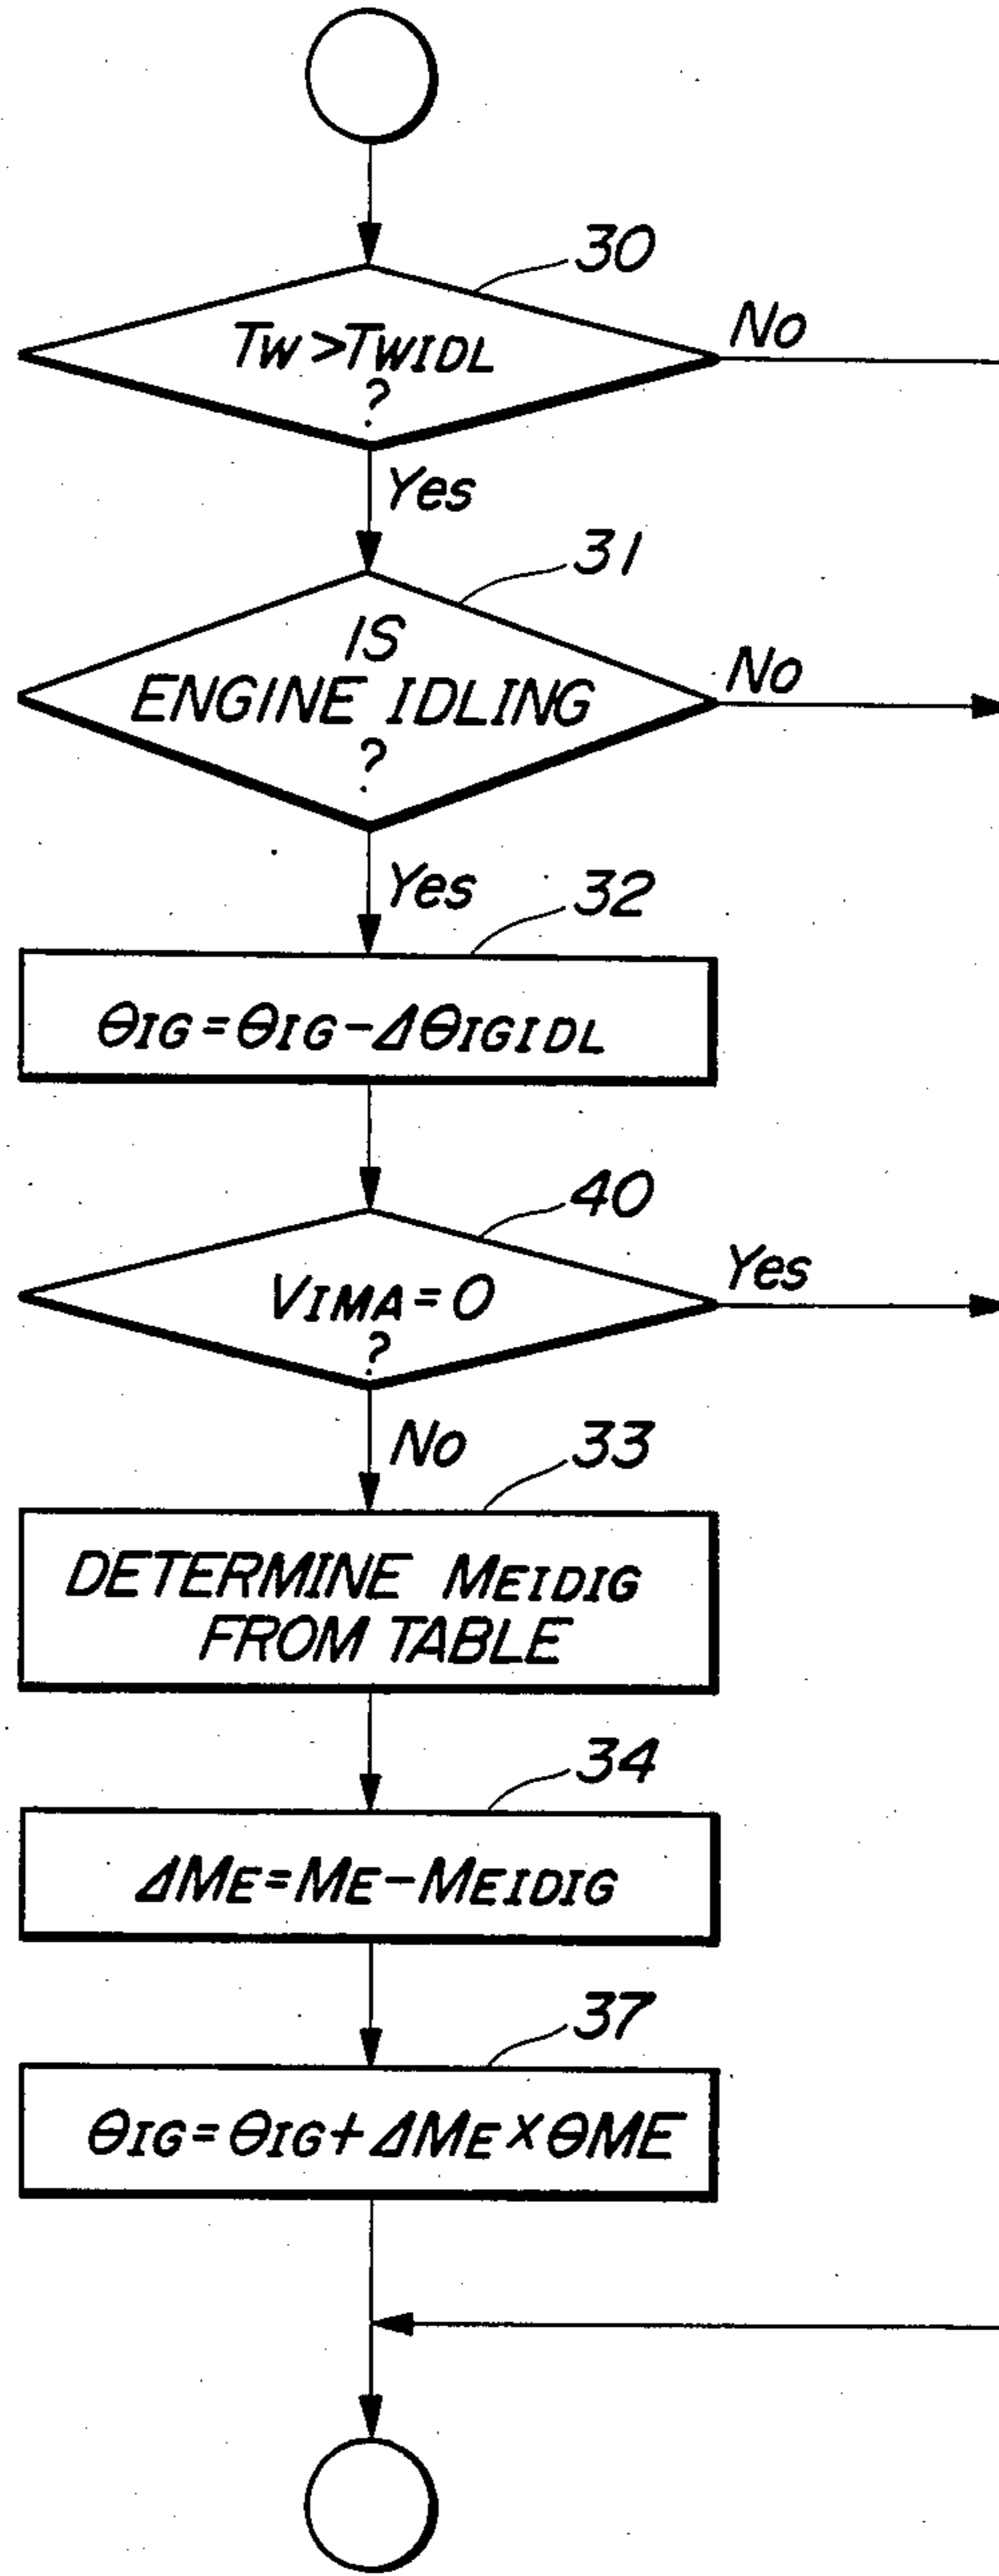 30
TW>TWIDL
?
No
Yes
31
IS
ENGINE IDLING
?
No
Yes
32
θIG=θIG-ΔθIGIDL
40
VIMA=0
?
Yes
No
33
DETERMINE MEIDIG
FROM TABLE
34
ΔME=ME-MEIDIG
37
θIG=θIG+ΔME×θME